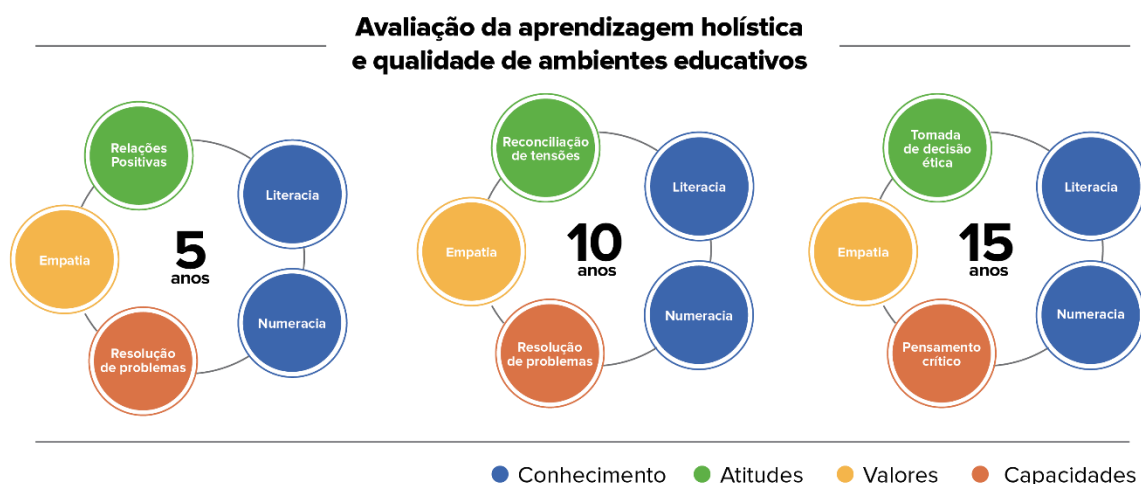 Avaliação da aprendizagem holística
e qualidade de ambientes educativos
Relações
Positivas
Literacia
Empatia
5
anos
Numeracia
Resolução
de problemas
Reconciliação
de tensões
Literacia
Empatia
10
anos
Numeracia
Resolução
de problemas
Tomada
de decisão
ética
Literacia
Empatia
15
anos
Numeracia
Pensamento
crítico
Conhecimento
Atitudes
Valores
Capacidades